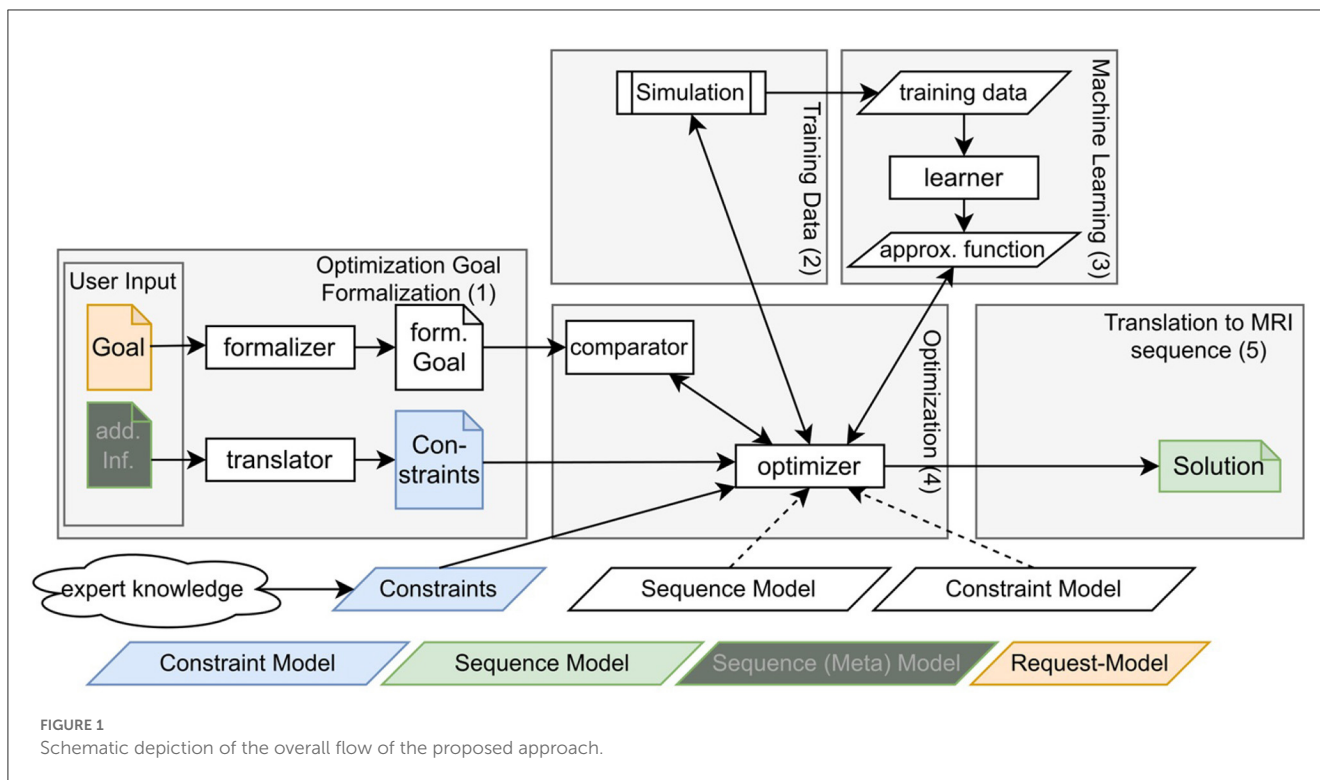 Simulation
training data
learner
approx. function
Training Data (2)
Machine Learning (3)
User Input
Optimization Goal
Formalization (1)
Goal
formalizer
form.
Goal
comparator
add.
Inf.
translator
Con-
straints
optimizer
Optimization (4)
Translation to MRI
sequence (5)
Solution
expert knowledge
Constraints
Sequence Model
Constraint Model
Constraint Model
Sequence Model
Sequence (Meta) Model
Request-Model
FIGURE 1
Schematic depiction of the overall flow of the proposed approach.